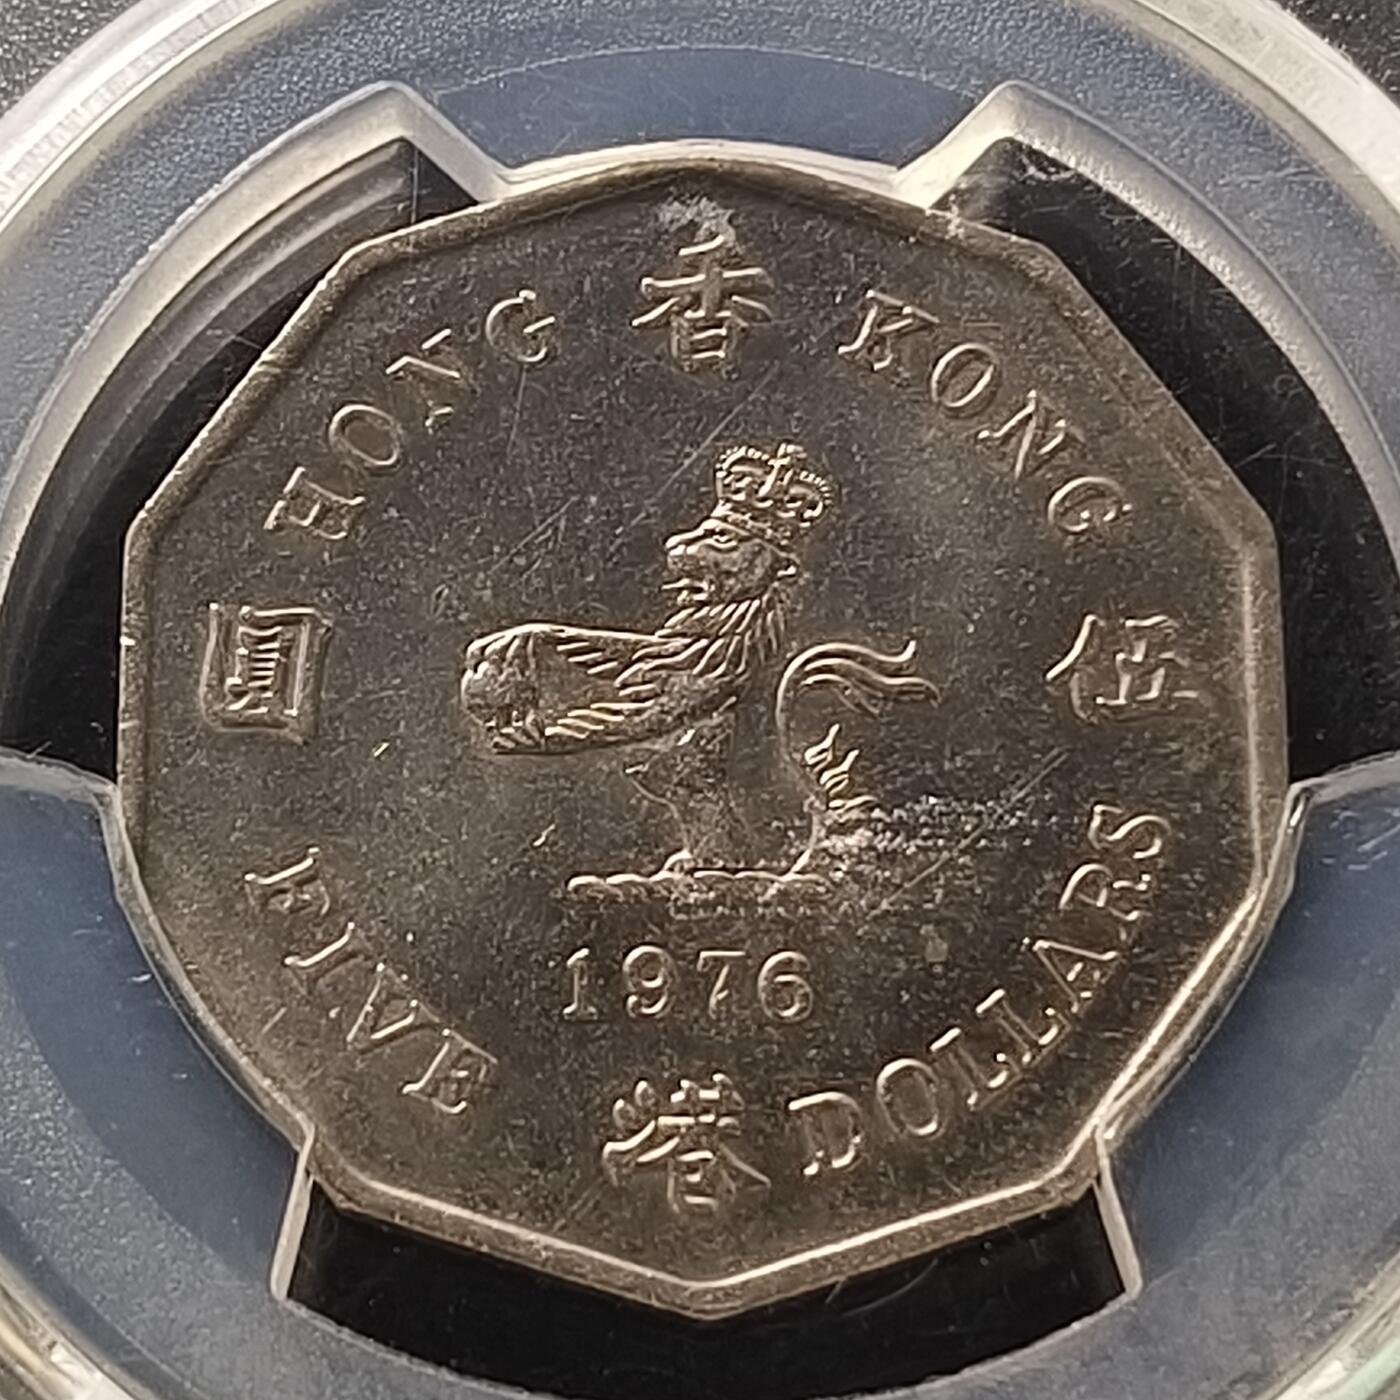 HONG KONG
香
港
伍
圓
FIVE DOLLARS
1976